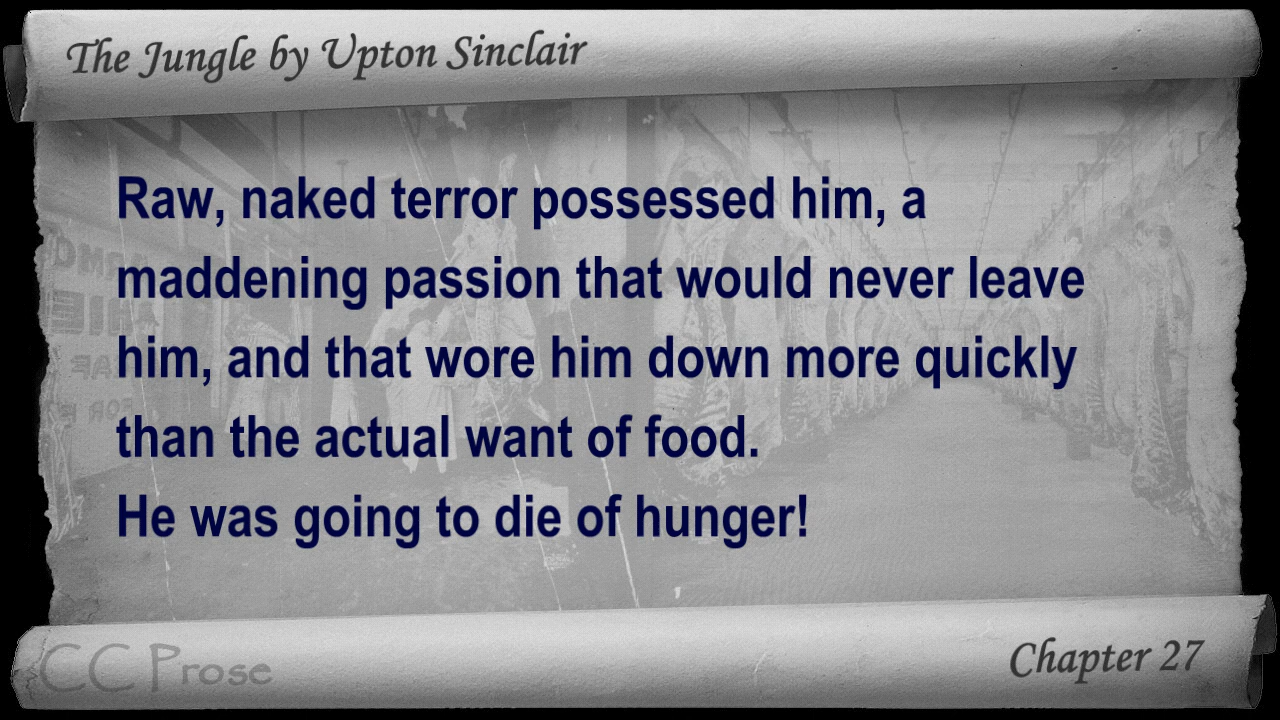 The Jungle by Upton Sinclair
Raw, naked terror possessed him, a
maddening passion that would never leave
him, and that wore him down more quickly
than the actual want of food.
He was going to die of hunger!
CC Prose
Chapter 27